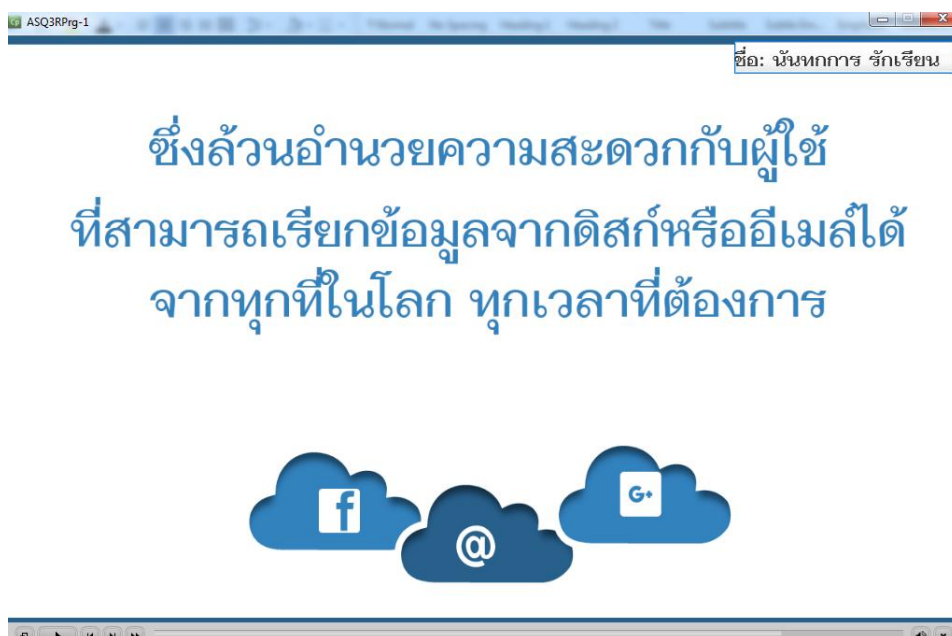 ASQ3RPrg-1
ชื่อ: นันทกการ รักเรียน
ซึ่งล้วนอำนวยความสะดวกกับผู้ใช้
ที่สามารถเรียกข้อมูลจากดิสก์หรืออีเมล์ได้
จากทุกที่ในโลก ทุกเวลาที่ต้องการ
f
@
G+